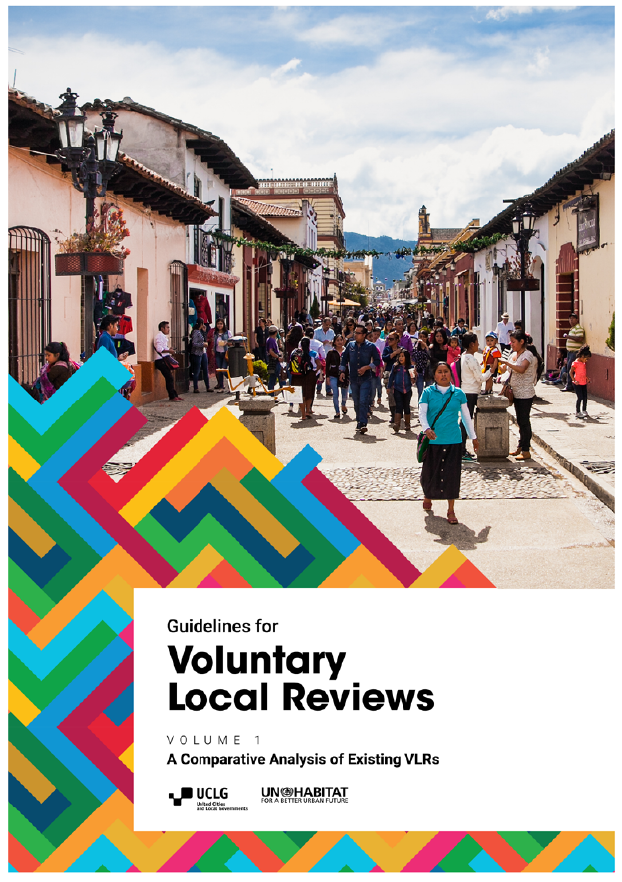 Guidelines for
Voluntary
Local Reviews
VOLUME 1
A Comparative Analysis of Existing VLRs
UCLG
United Cities
and Local Governments
UN HABITAT
FOR A BETTER URBAN FUTURE